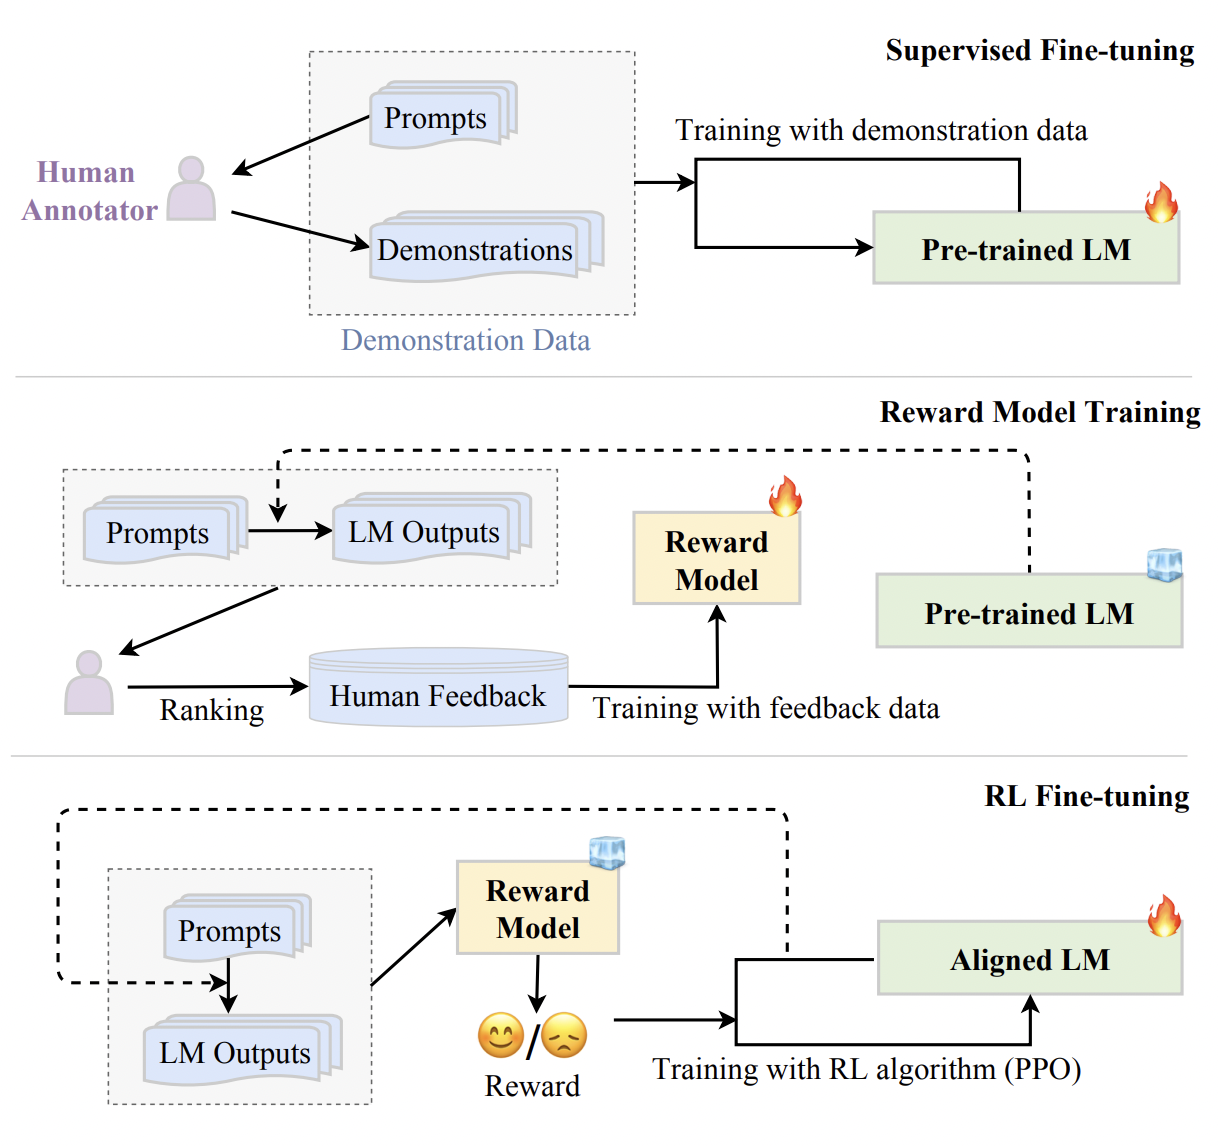 Supervised Fine-tuning
Prompts
Training with demonstration data
Human
Annotator
Demonstrations
Pre-trained LM
Demonstration Data
Reward Model Training
Prompts
LM Outputs
Reward
Model
Pre-trained LM
Ranking
Human Feedback
Training with feedback data
RL Fine-tuning
Prompts
Reward
Model
Aligned LM
LM Outputs
/
Reward
Training with RL algorithm (PPO)